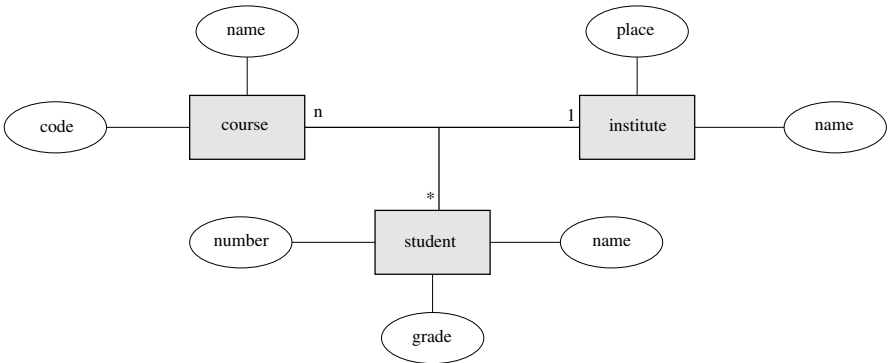 name
place
code
course
n
1
institute
name
*
number
student
name
grade